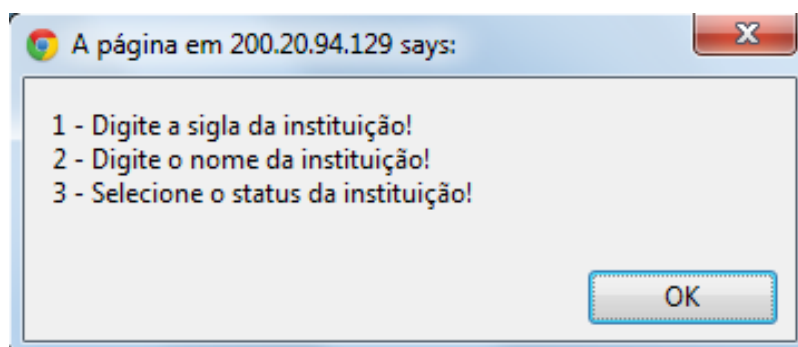 A página em 200.20.94.129 says:
1 - Digite a sigla da instituição!
2 - Digite o nome da instituição!
3 - Selecione o status da instituição!
OK